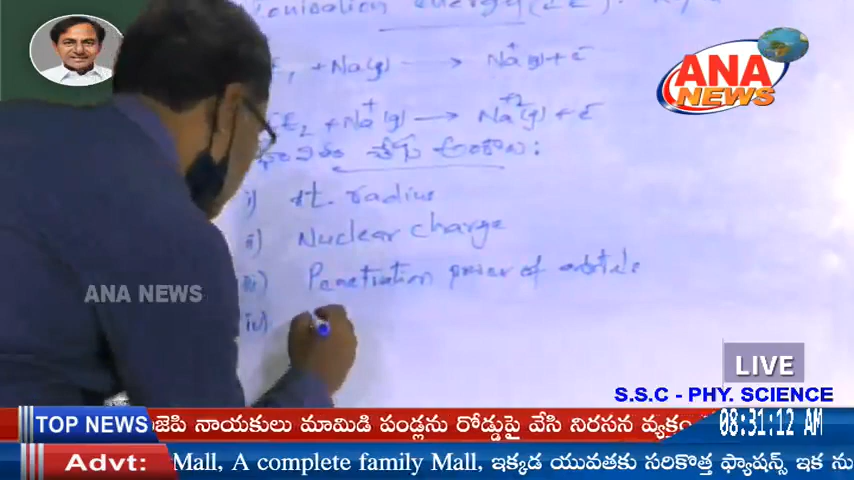 Ionisation energy (I.E):
IE₁ + Na(g) → Na⁺(g) + e⁻
IE₂ + Na⁺(g) → Na⁺²(g) + e⁻
ప్రభావితం చేసే అంశాలు :
i) at. radius
ii) Nuclear charge
iii) Penetration power of orbitals
iv)
ANA
NEWS
ANA NEWS
LIVE
S.S.C - PHY. SCIENCE
TOP NEWS
జెపి నాయకులు మామిడి పండ్లను రోడ్డుపై వేసి నిరసన వ్యక్తం
08:31:12 AM
Advt:
Mall, A complete family Mall, ఇక్కడ యువతకు సరికొత్త ఫ్యాషన్స్ ఇక ను